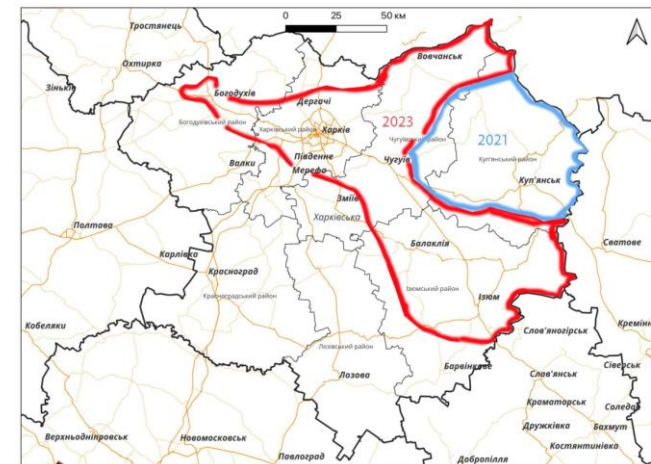 0 25 50 км
Тростянець
Охтирка
Зіньків
Вовчанськ
Богодухів
Дергачі
2023
Богодухівський район
Харківський район
Харків
Чугуївський район
2021
Куп'янський район
Валки
Південне
Мерефа
Чугуїв
Куп'янськ
Зміїв
Харківська
Полтава
Балаклія
Сватове
Карлівка
Красноград
Красноградський район
Ізюмський район
Ізюм
Кобеляки
Слов'яногірськ
Кремінна
Лозівський район
Лозова
Барвінкове
Слав'янськ
Сіверськ
Краматорськ
Соледар
Дружківка
Бахмут
Верхньодніпровськ
Новомосковськ
Костянтинівка
Павлоград
Добропілля